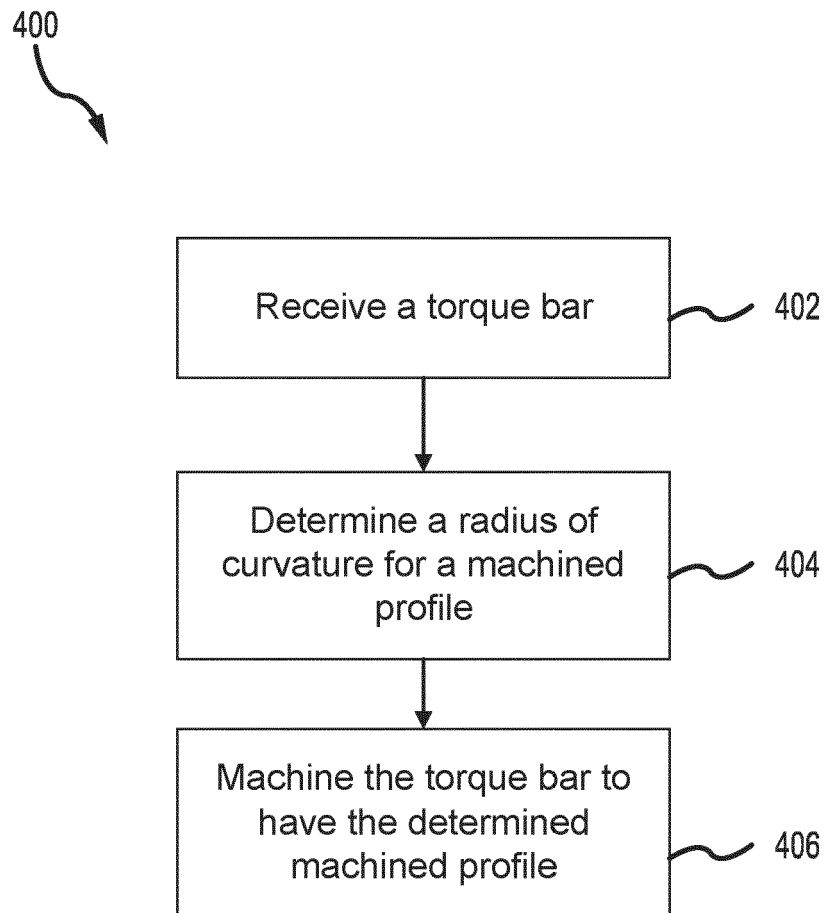 400
Receive a torque bar
402
Determine a radius of
curvature for a machined
profile
404
Machine the torque bar to
have the determined
machined profile
406